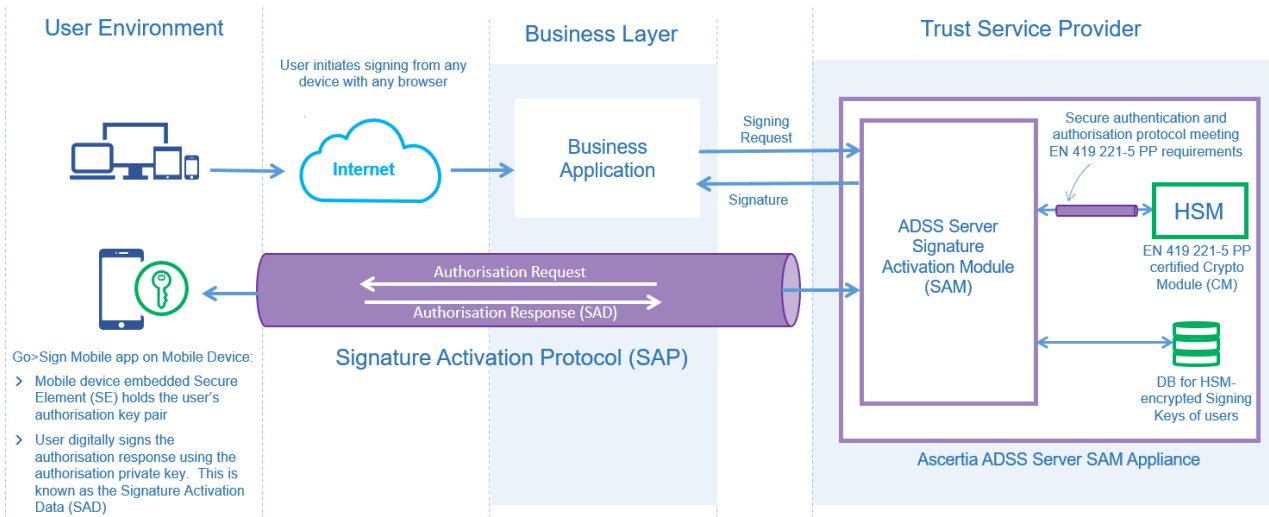 User Environment
Business Layer
Trust Service Provider
User initiates signing from any
device with any browser
Internet
Business
Application
Signing
Request
Signature
Secure authentication and
authorisation protocol meeting
EN 419 221-5 PP requirements
ADSS Server
Signature
Activation Module
(SAM)
HSM
EN 419 221-5 PP
certified Crypto
Module (CM)
Authorisation Request
Authorisation Response (SAD)
Signature Activation Protocol (SAP)
DB for HSM-
encrypted Signing
Keys of users
Ascertia ADSS Server SAM Appliance
Go>Sign Mobile app on Mobile Device:
> Mobile device embedded Secure
Element (SE) holds the user's
authorisation key pair
> User digitally signs the
authorisation response using the
authorisation private key. This is
known as the Signature Activation
Data (SAD)